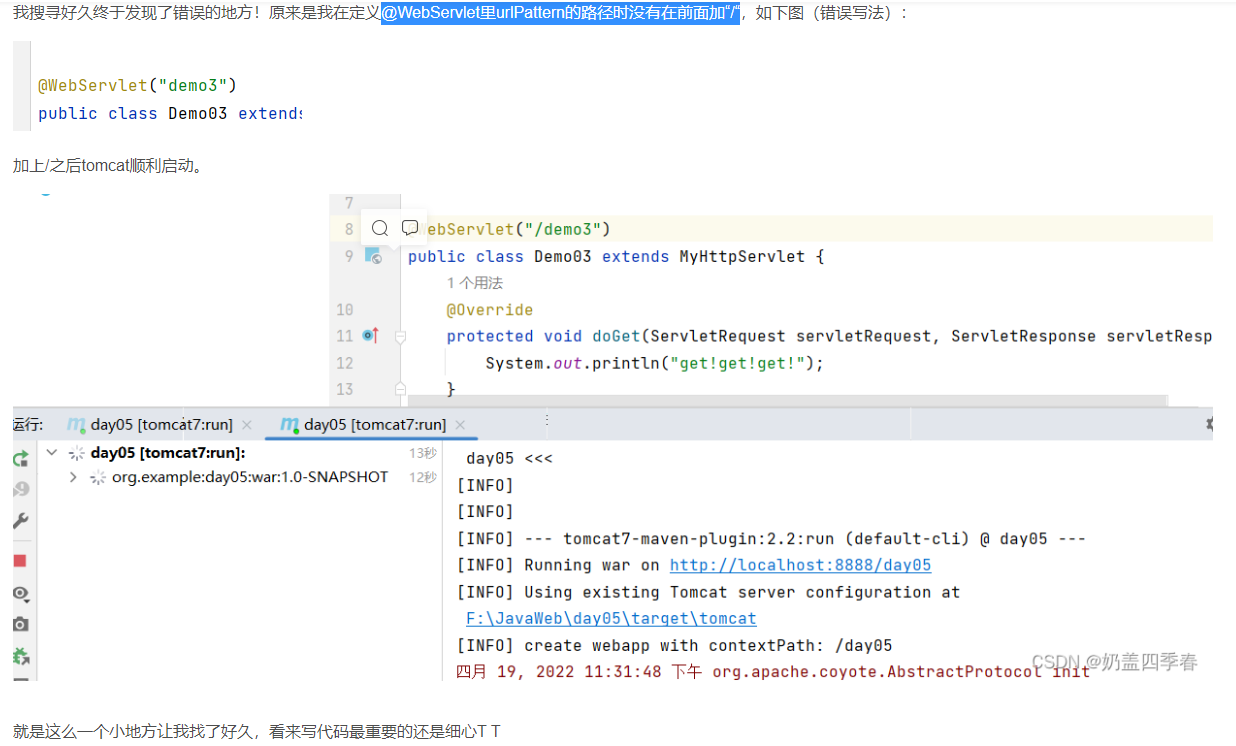 我搜寻好久终于发现了错误的地方！原来是我在定义@WebServlet里urlPattern的路径时没有在前面加“/“，如下图（错误写法）：
@WebServlet("demo3")
public class Demo03 extends
加上/之后tomcat顺利启动。
7
8 WebServlet("/demo3")
9 public class Demo03 extends MyHttpServlet {
1 个用法
10 @Override
11 protected void doGet(ServletRequest servletRequest, ServletResponse servletResp
12 System.out.println("get!get!get!");
13 }
运行: day05 [tomcat7:run] day05 [tomcat7:run]
day05 [tomcat7:run]: 13秒
org.example:day05:war:1.0-SNAPSHOT 12秒
day05 <<<
[INFO]
[INFO]
[INFO] --- tomcat7-maven-plugin:2.2:run (default-cli) @ day05 ---
[INFO] Running war on http://localhost:8888/day05
[INFO] Using existing Tomcat server configuration at
F:\JavaWeb\day05\target\tomcat
[INFO] create webapp with contextPath: /day05
四月 19, 2022 11:31:48 下午 org.apache.coyote.AbstractProtocol init
CSDN @奶盖四季春
就是这么一个小地方让我找了好久，看来写代码最重要的还是细心T T